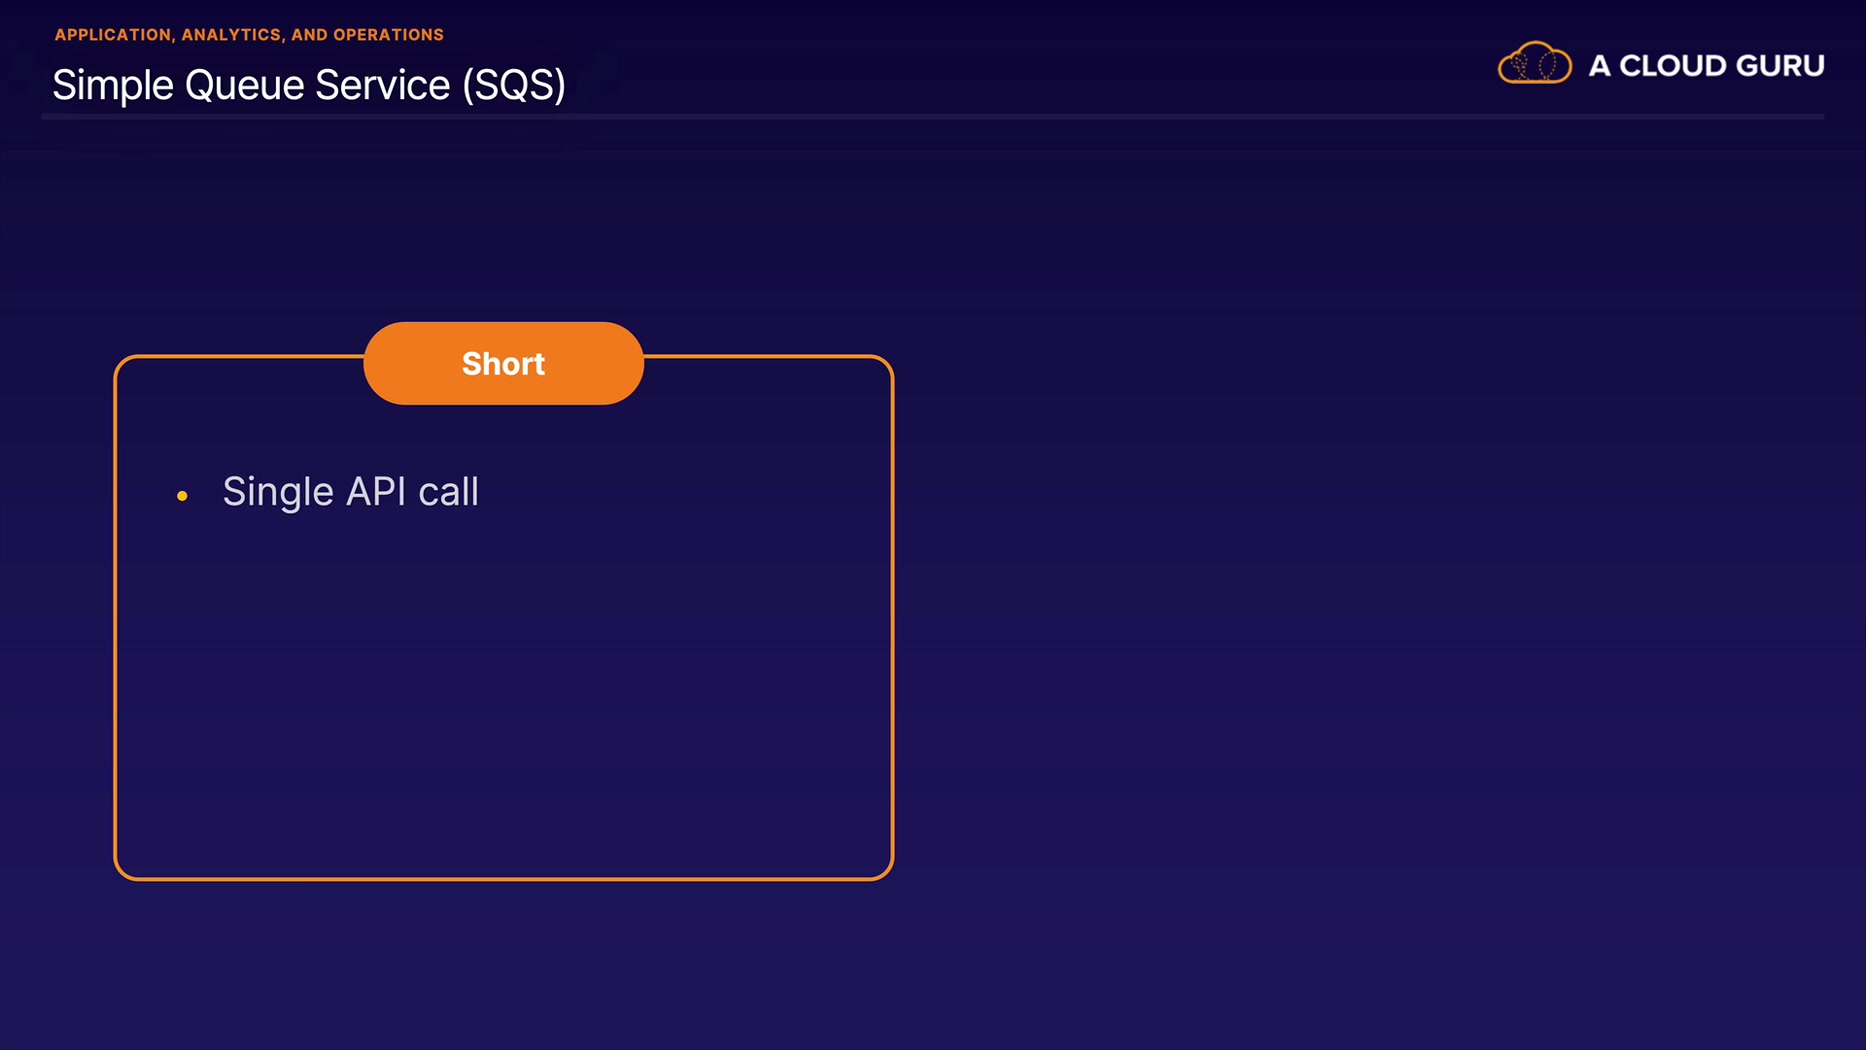 APPLICATION, ANALYTICS, AND OPERATIONS
Simple Queue Service (SQS)
A CLOUD GURU
Short
• Single API call